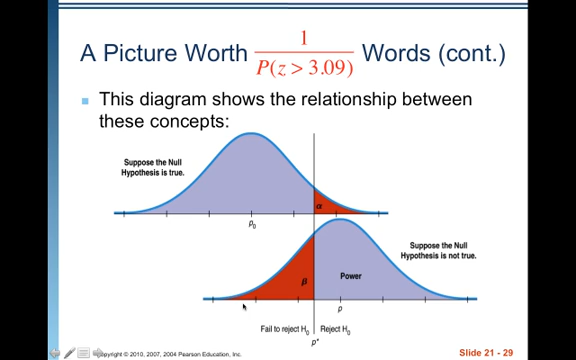 A Picture Worth 1 / P(z > 3.09) Words (cont.)
This diagram shows the relationship between
these concepts:
Suppose the Null
Hypothesis is true.
α
p₀
Suppose the Null
Hypothesis is not true.
β
Power
p
Fail to reject H₀ Reject H₀
p*
Copyright © 2010, 2007, 2004 Pearson Education, Inc.
Slide 21 - 29